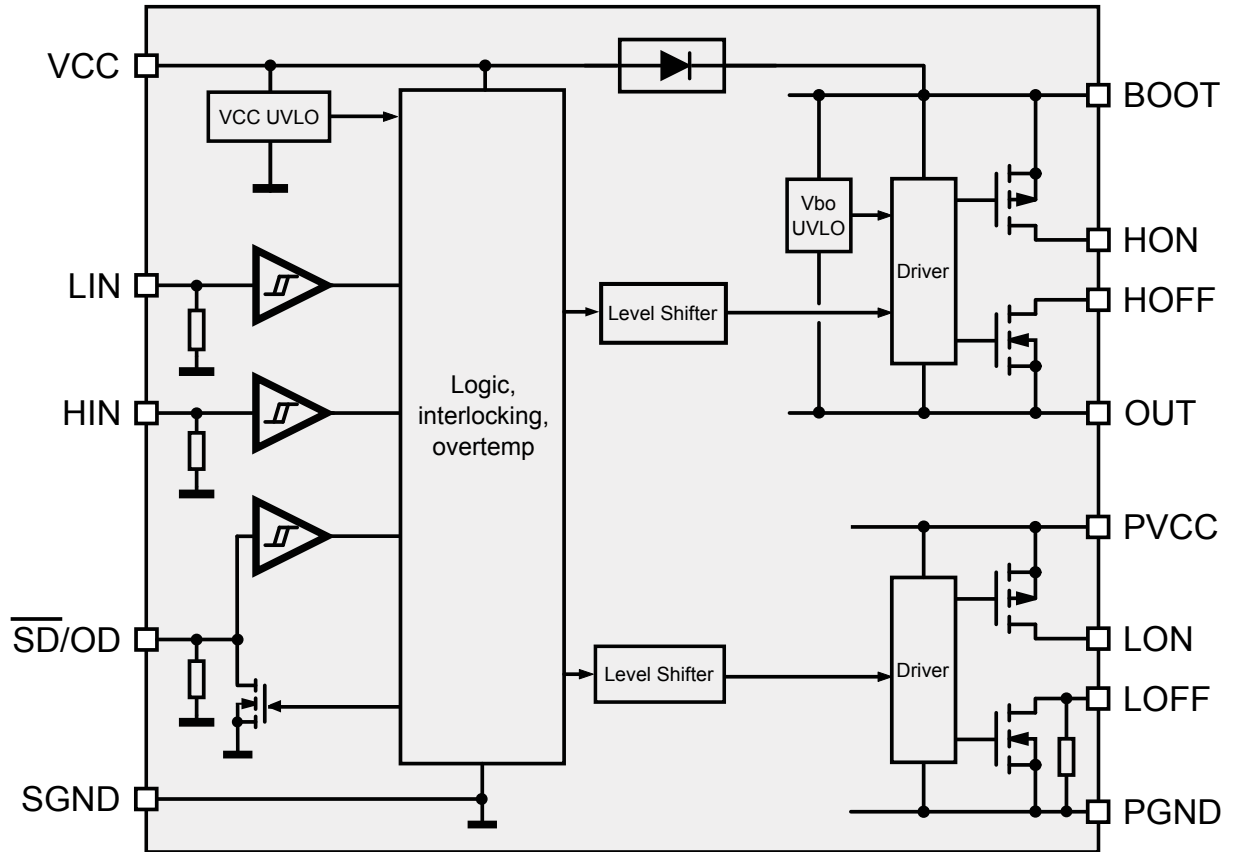 VCC
VCC UVLO
LIN
HIN
S̅D̅/OD
SGND
Logic,
interlocking,
overtemp
Level Shifter
Level Shifter
Vbo
UVLO
Driver
Driver
BOOT
HON
HOFF
OUT
PVCC
LON
LOFF
PGND